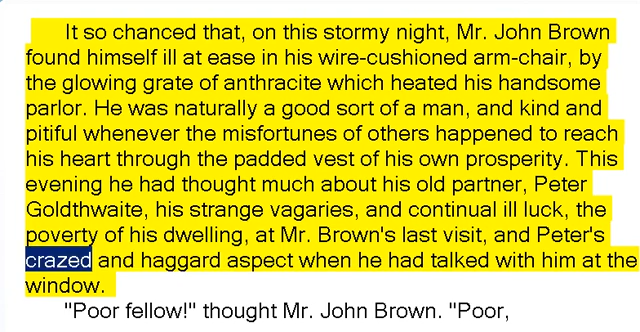 It so chanced that, on this stormy night, Mr. John Brown
found himself ill at ease in his wire-cushioned arm-chair, by
the glowing grate of anthracite which heated his handsome
parlor. He was naturally a good sort of a man, and kind and
pitiful whenever the misfortunes of others happened to reach
his heart through the padded vest of his own prosperity. This
evening he had thought much about his old partner, Peter
Goldthwaite, his strange vagaries, and continual ill luck, the
poverty of his dwelling, at Mr. Brown's last visit, and Peter's
crazed and haggard aspect when he had talked with him at the
window.
"Poor fellow!" thought Mr. John Brown. "Poor,